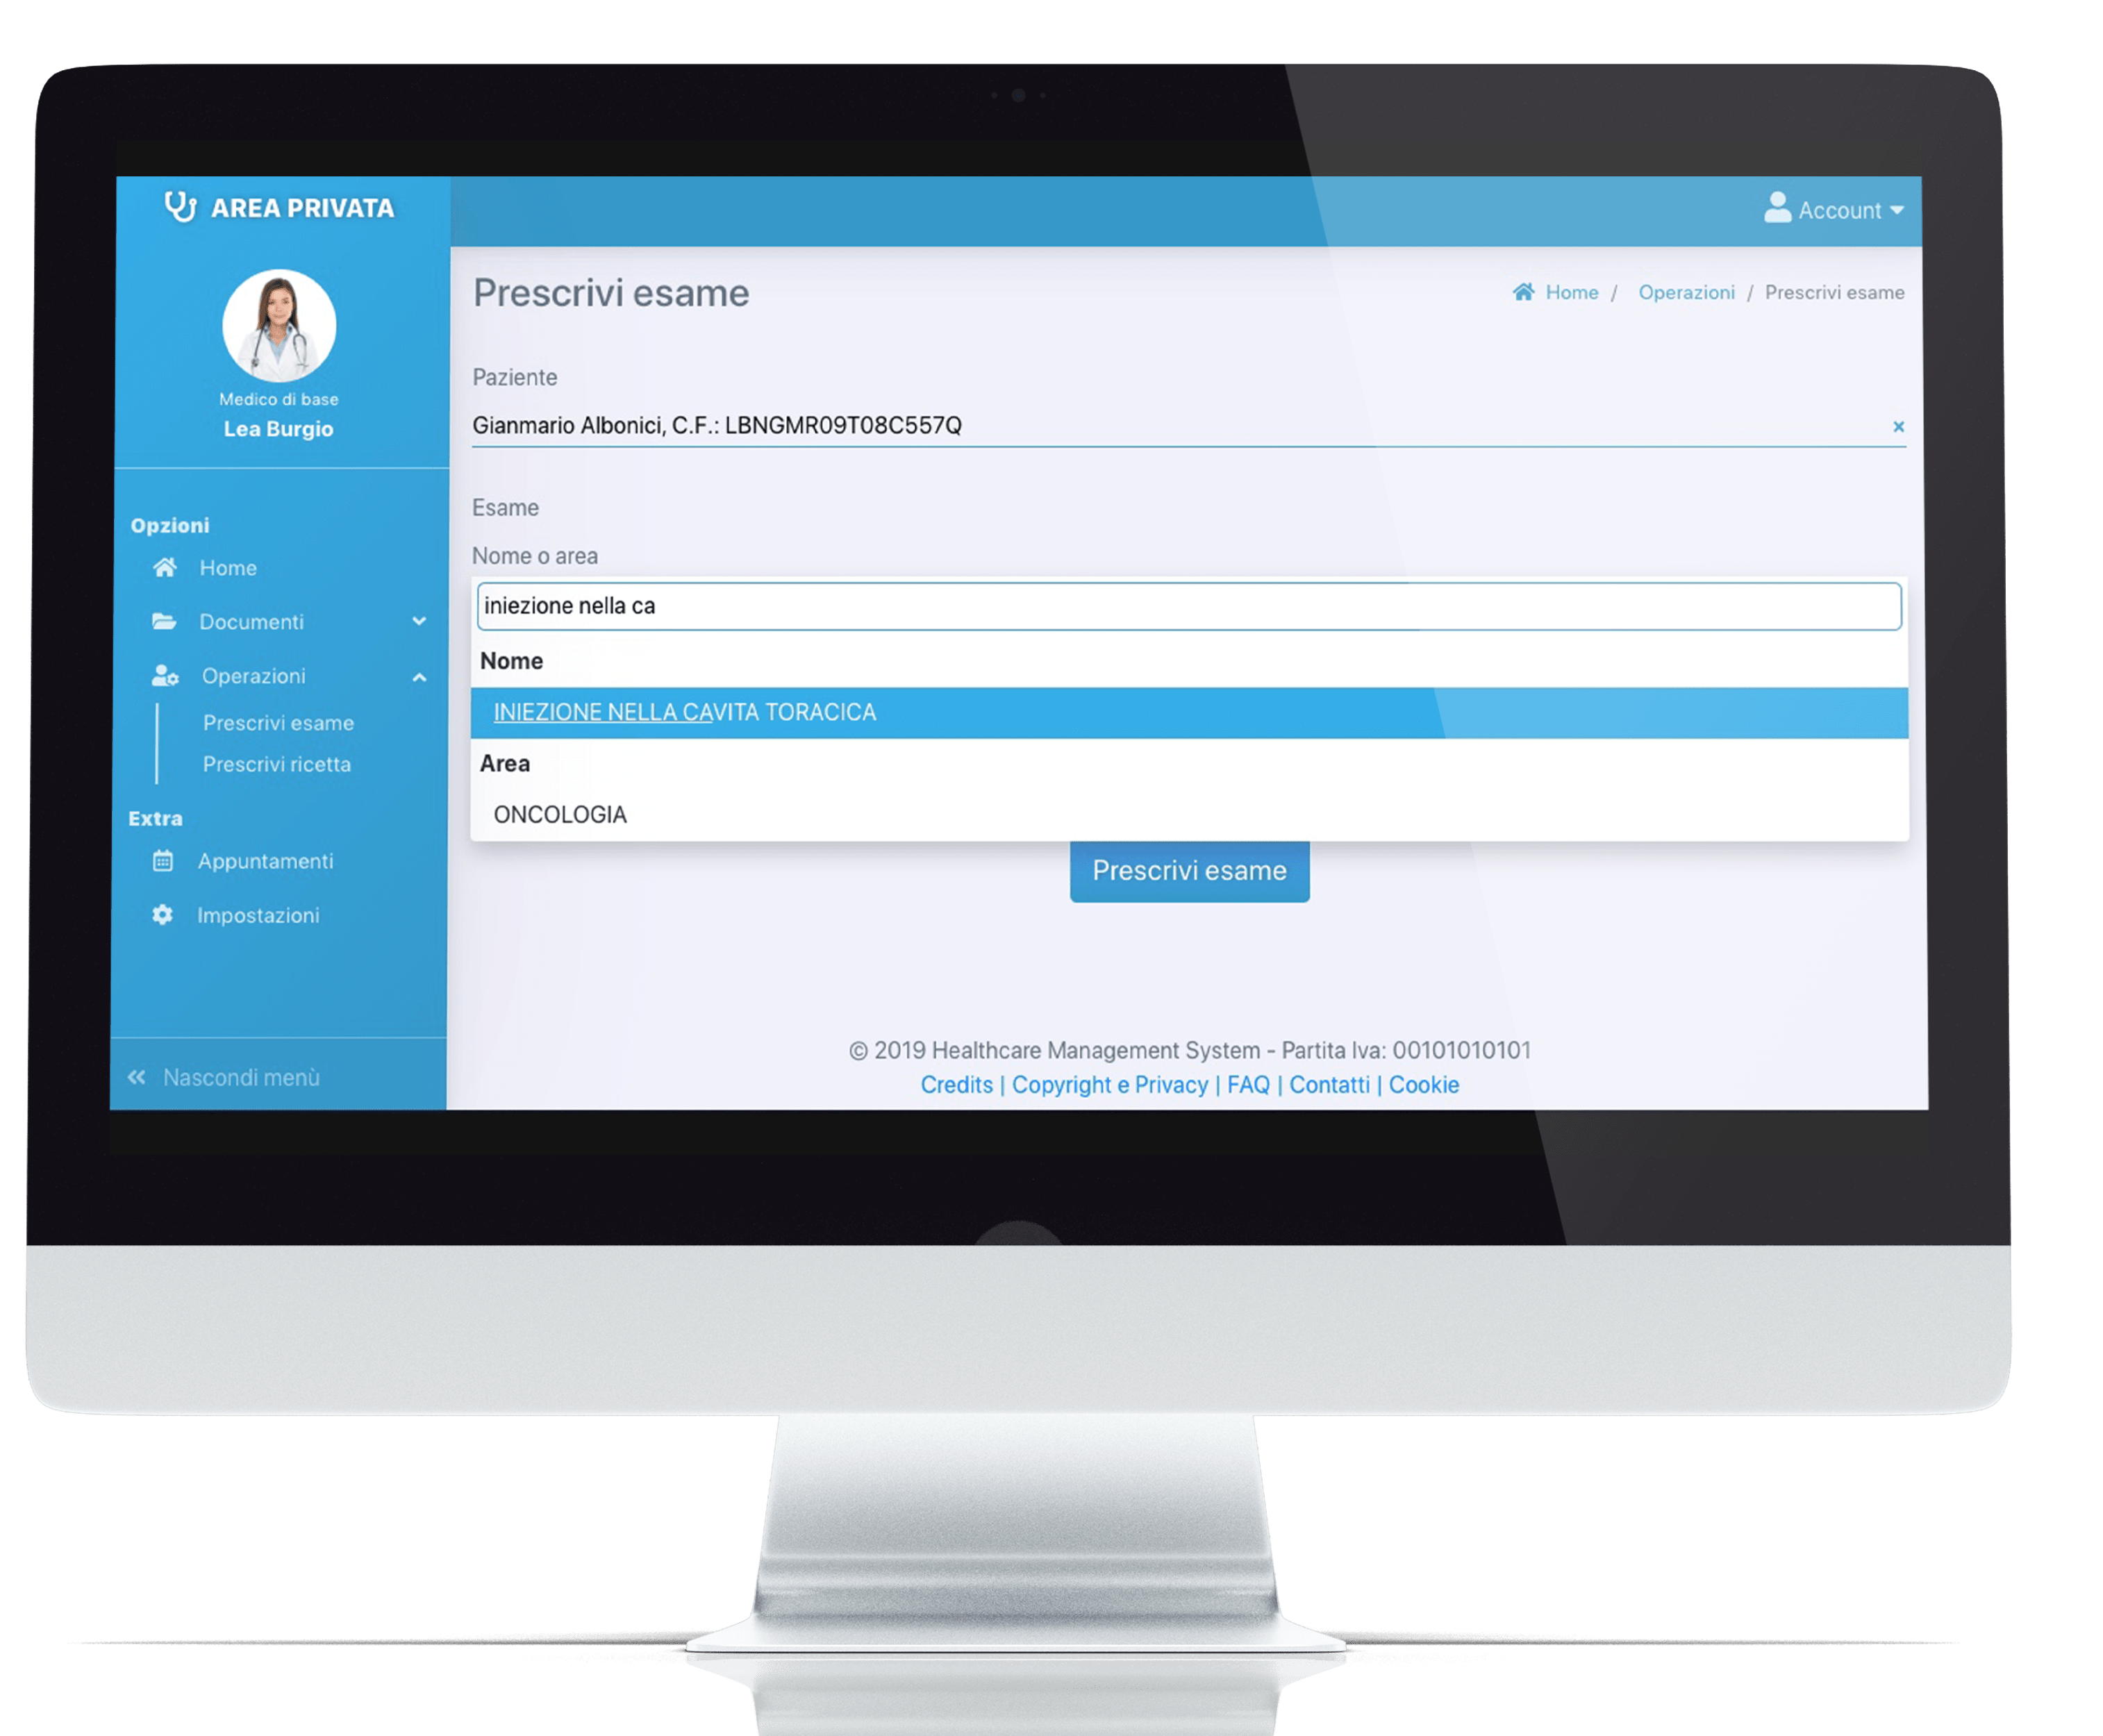 AREA PRIVATA
Account
Medico di base
Lea Burgio
Opzioni
Home
Documenti
Operazioni
Prescrivi esame
Prescrivi ricetta
Extra
Appuntamenti
Impostazioni
Nascondi menù
Prescrivi esame
Home / Operazioni / Prescrivi esame
Paziente
Gianmario Albonici, C.F.: LBNGMR09T08C557Q
×
Esame
Nome o area
iniezione nella ca
Nome
INIEZIONE NELLA CAVITA TORACICA
Area
ONCOLOGIA
Prescrivi esame
© 2019 Healthcare Management System - Partita Iva: 00101010101
Credits | Copyright e Privacy | FAQ | Contatti | Cookie